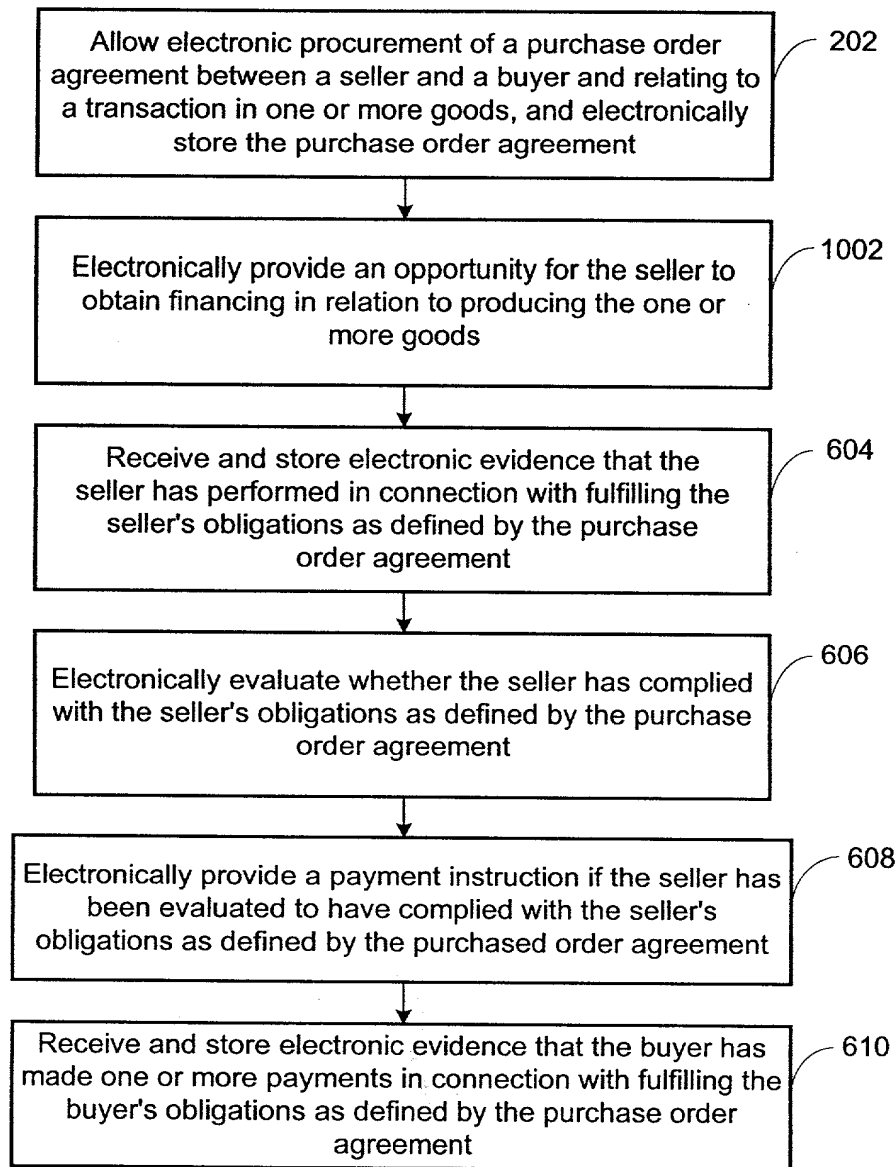 Allow electronic procurement of a purchase order
agreement between a seller and a buyer and relating to
a transaction in one or more goods, and electronically
store the purchase order agreement
202
Electronically provide an opportunity for the seller to
obtain financing in relation to producing the one or
more goods
1002
Receive and store electronic evidence that the
seller has performed in connection with fulfilling the
seller's obligations as defined by the purchase
order agreement
604
Electronically evaluate whether the seller has complied
with the seller's obligations as defined by the purchase
order agreement
606
Electronically provide a payment instruction if the seller has
been evaluated to have complied with the seller's
obligations as defined by the purchased order agreement
608
Receive and store electronic evidence that the buyer has
made one or more payments in connection with fulfilling the
buyer's obligations as defined by the purchase order
agreement
610